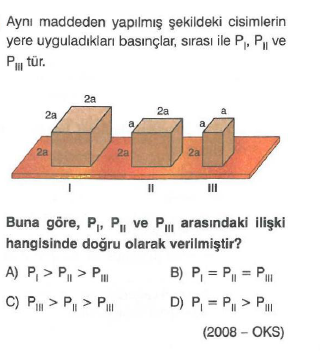 Aynı maddeden yapılmış şekildeki cisimlerin
yere uyguladıkları basınçlar, sırası ile P_I, P_II ve
P_III tür.
2a 2a 2a
2a a a a
2a 2a 2a
I II III
Buna göre, P_I, P_II ve P_III arasındaki ilişki
hangisinde doğru olarak verilmiştir?
A) P_I > P_II > P_III
B) P_I = P_II = P_III
C) P_III > P_II > P_I
D) P_I = P_II > P_III
(2008 – OKS)